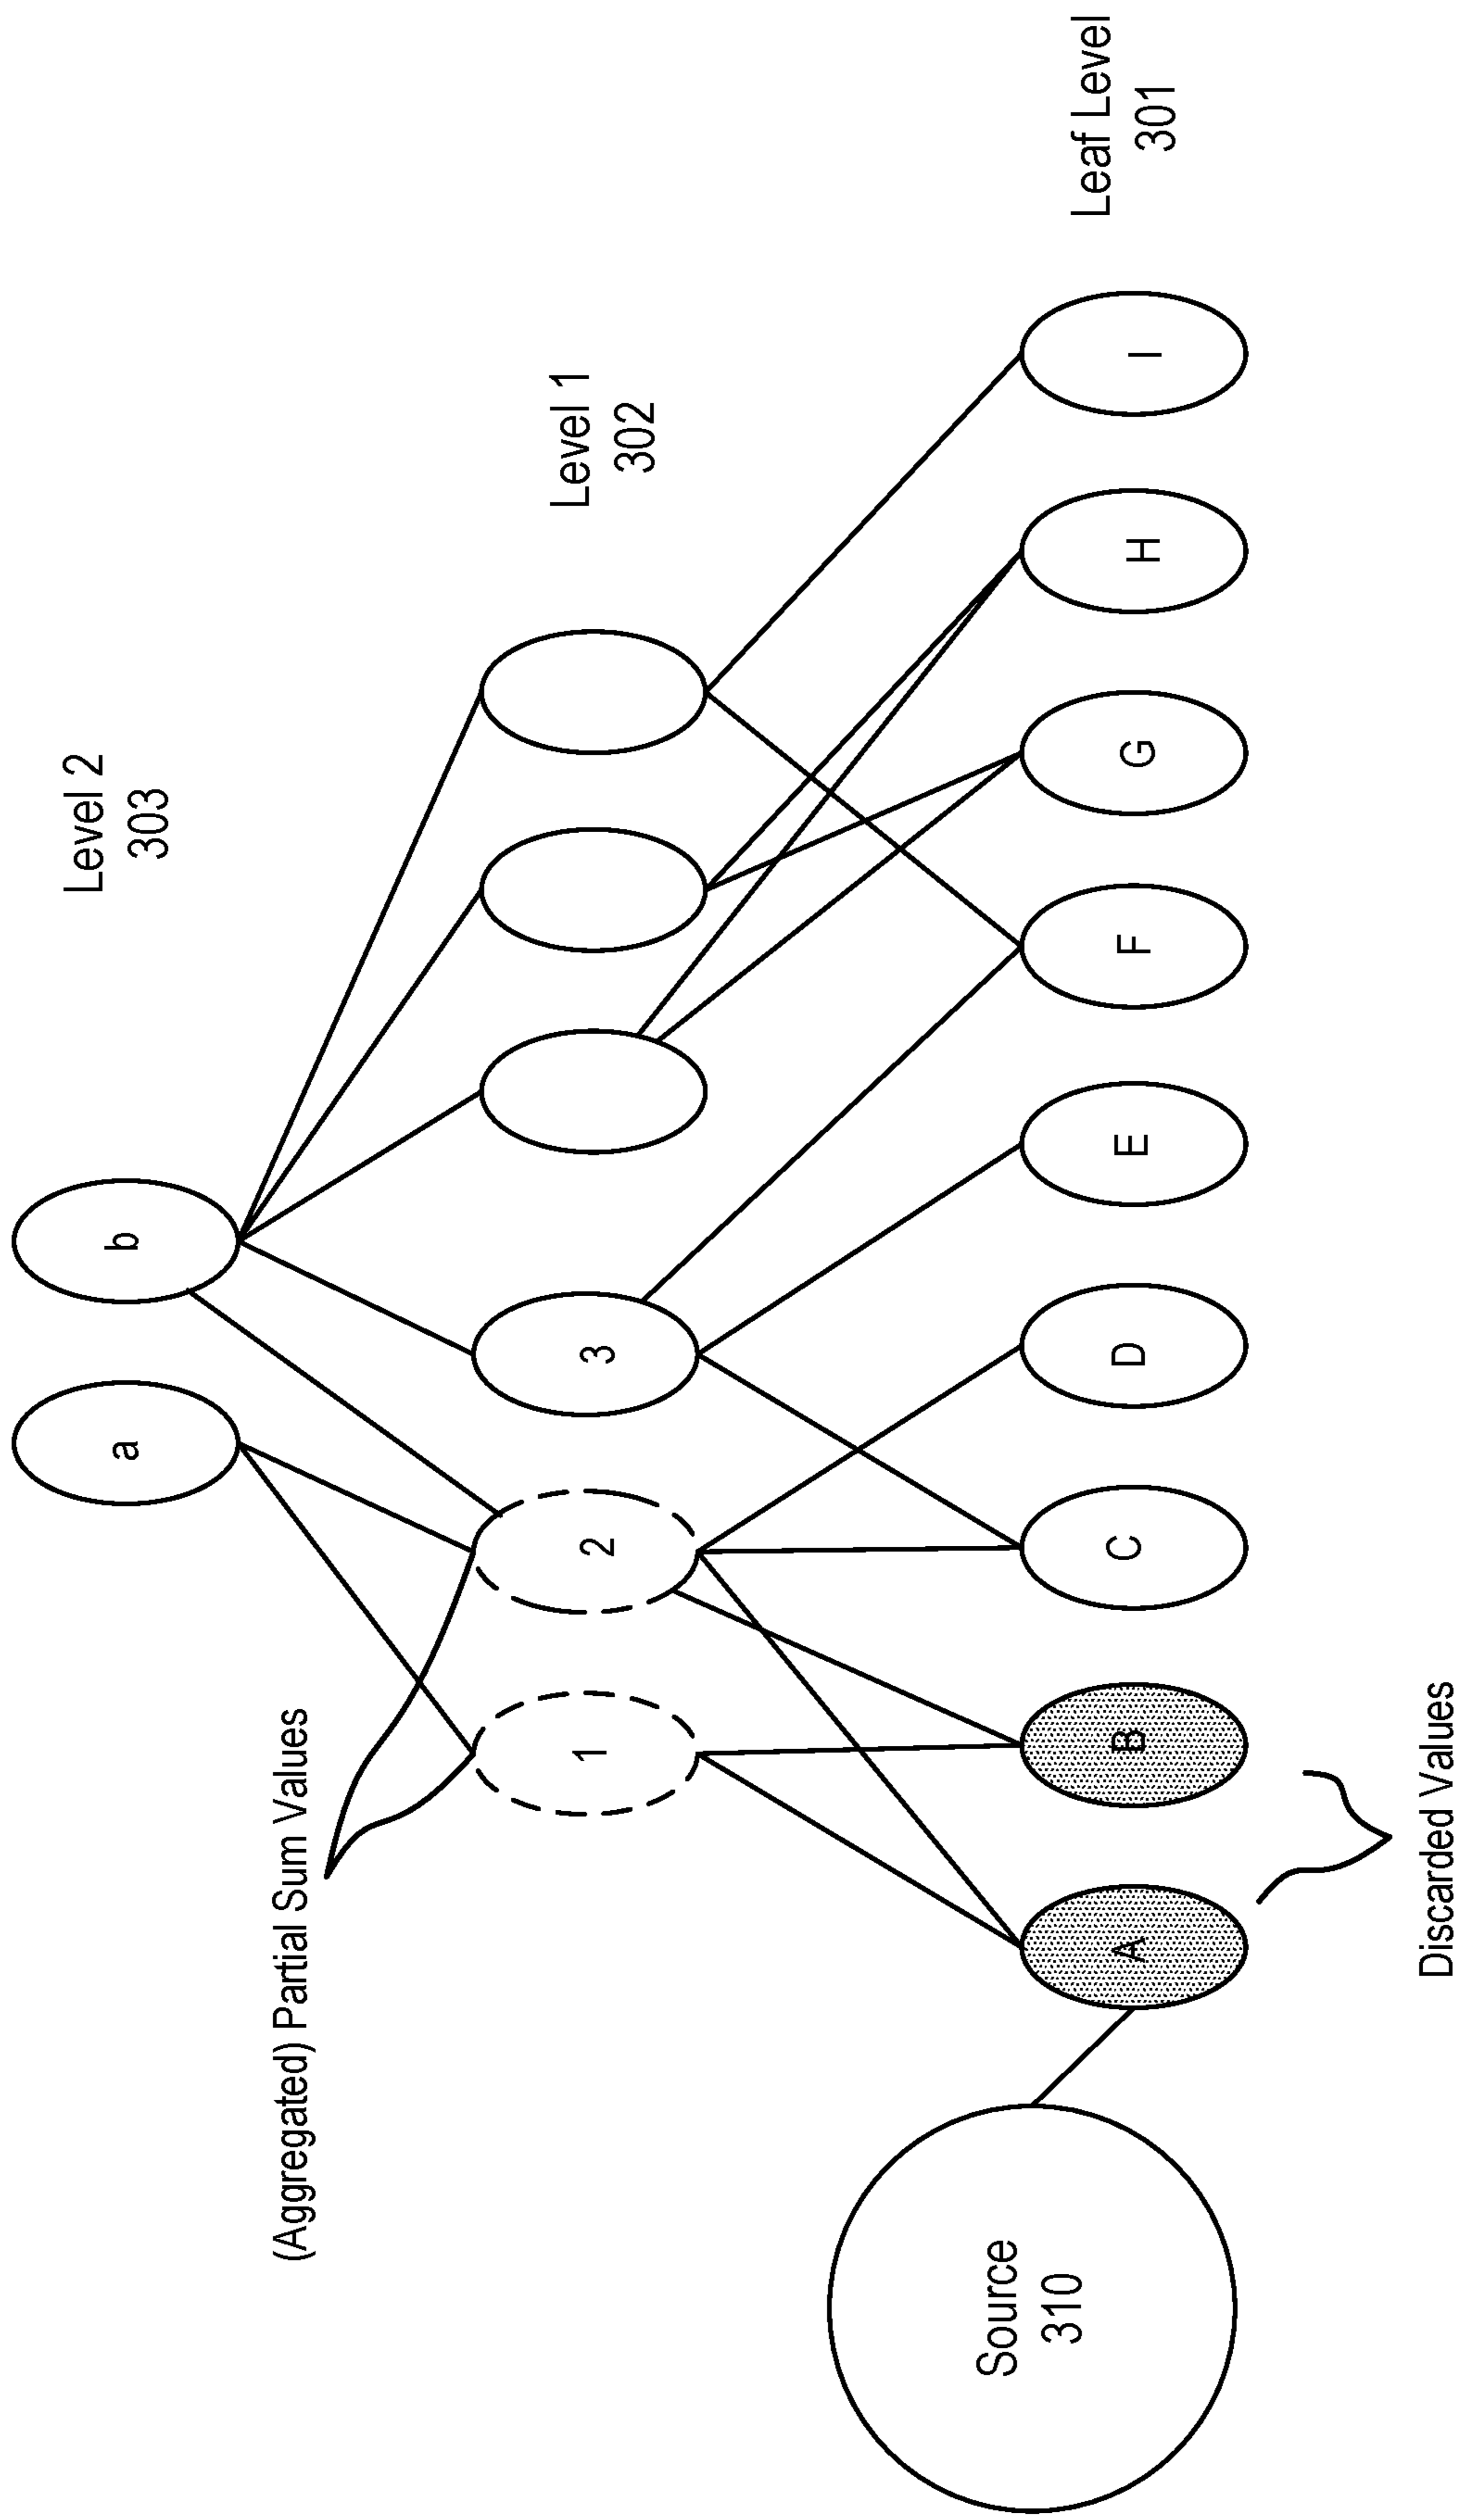 Level 2
303
a
b
(Aggregated) Partial Sum Values
Level 1
302
1
2
3
Source
310
Leaf Level
301
A
B
C
D
E
F
G
H
I
Discarded Values